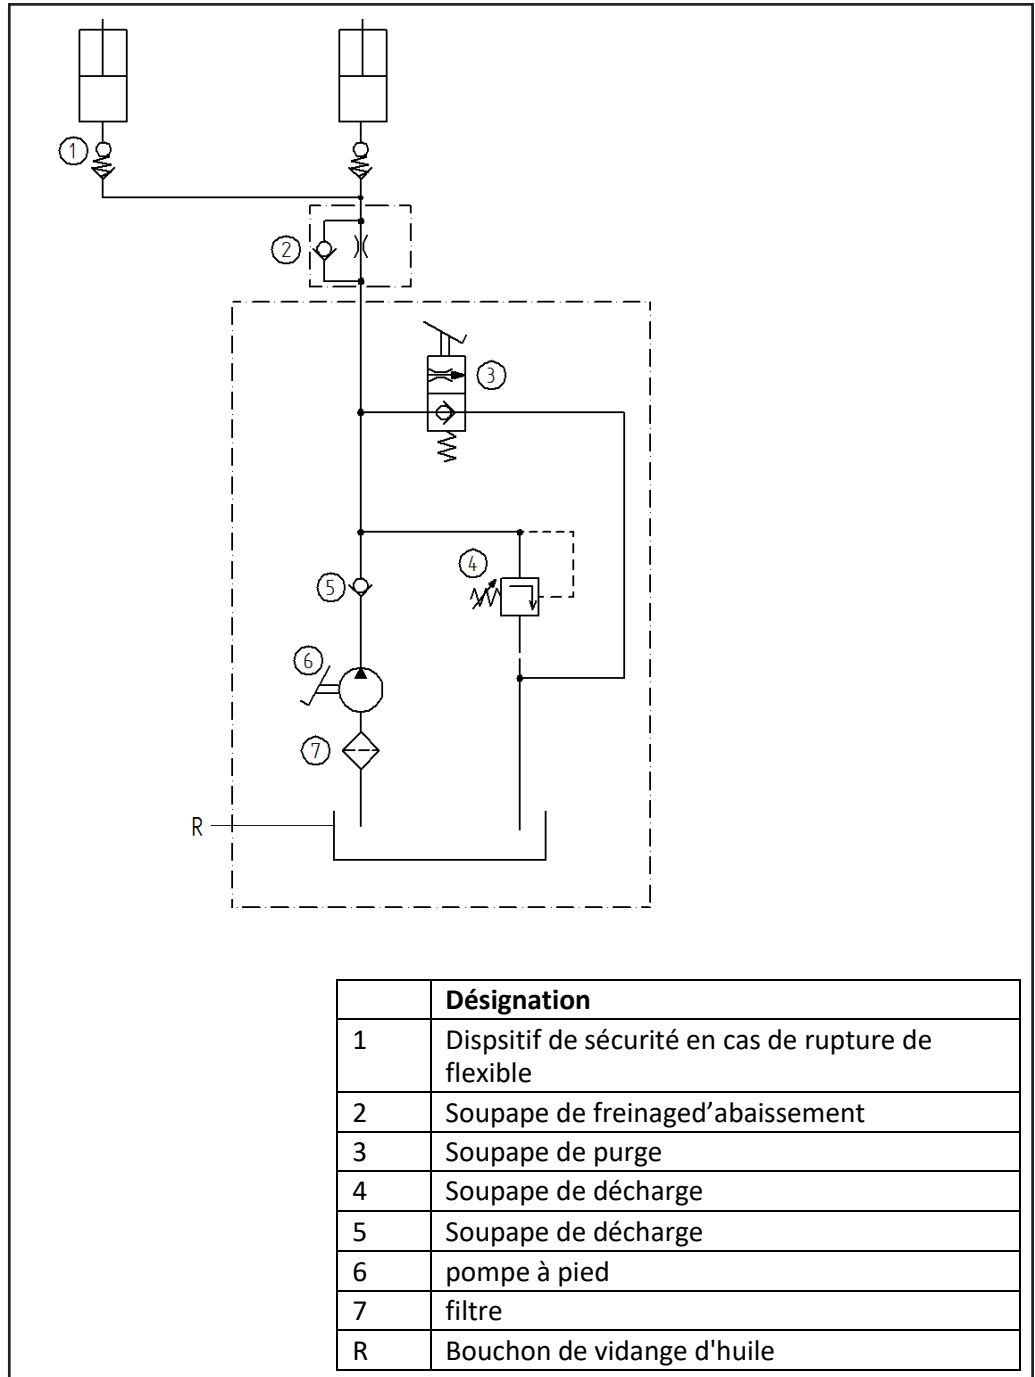 1
2
3
4
5
6
7
R
Désignation
1 Dispsitif de sécurité en cas de rupture de
flexible
2 Soupape de freinaged’abaissement
3 Soupape de purge
4 Soupape de décharge
5 Soupape de décharge
6 pompe à pied
7 filtre
R Bouchon de vidange d'huile